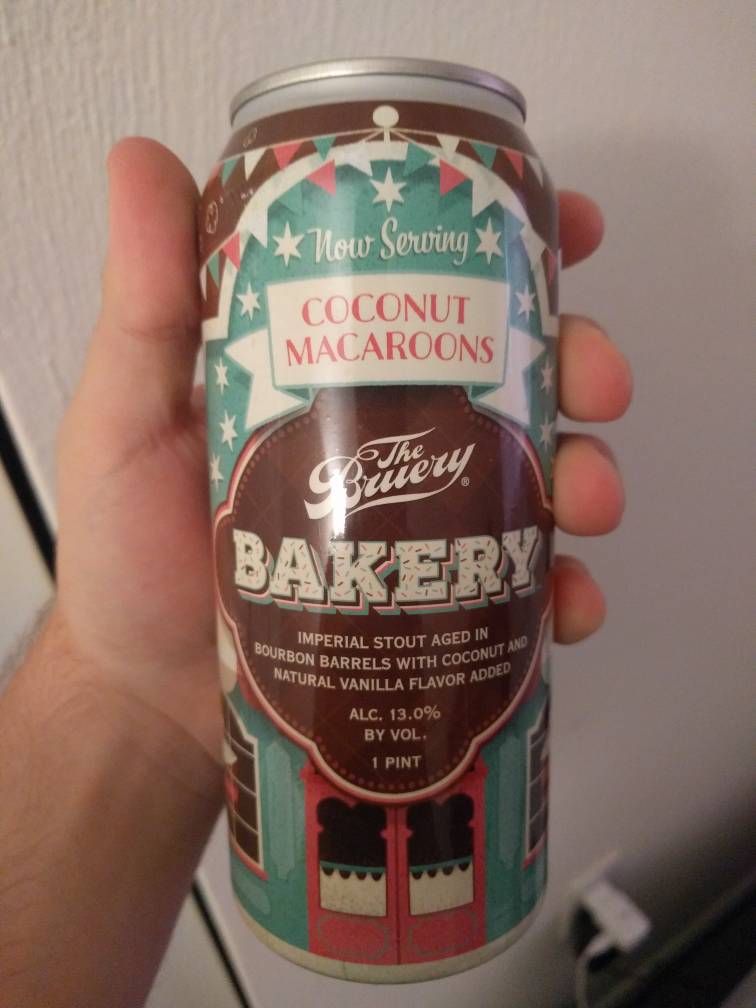 Now Serving
COCONUT
MACAROONS
The
Bruery®
BAKERY
IMPERIAL STOUT AGED IN
BOURBON BARRELS WITH COCONUT AND
NATURAL VANILLA FLAVOR ADDED
ALC. 13.0%
BY VOL.
1 PINT